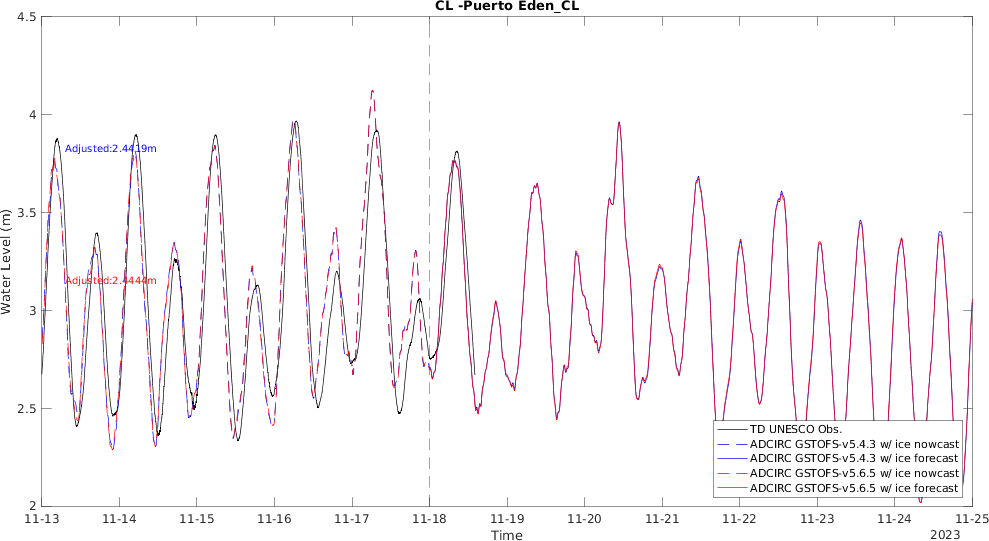 CL -Puerto Eden_CL
4.5
4
3.5
3
2.5
2
Water Level (m)
Adjusted:2.4419m
Adjusted:2.4444m
TD UNESCO Obs.
ADCIRC GSTOFS-v5.4.3 w/ ice nowcast
ADCIRC GSTOFS-v5.4.3 w/ ice forecast
ADCIRC GSTOFS-v5.6.5 w/ ice nowcast
ADCIRC GSTOFS-v5.6.5 w/ ice forecast
11-13 11-14 11-15 11-16 11-17 11-18 11-19 11-20 11-21 11-22 11-23 11-24 11-25
Time
2023